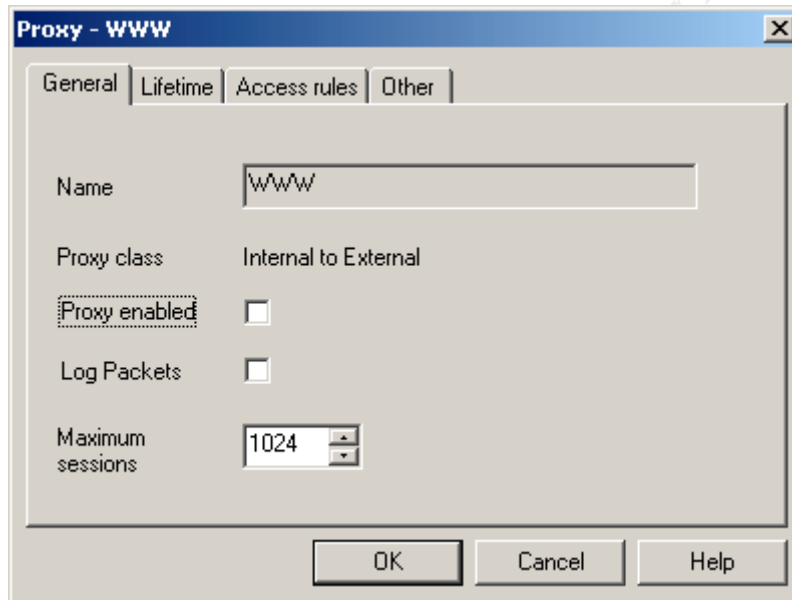 Proxy - WWW
General Lifetime Access rules Other
Name WWW
Proxy class Internal to External
Proxy enabled
Log Packets
Maximum
sessions 1024
OK Cancel Help